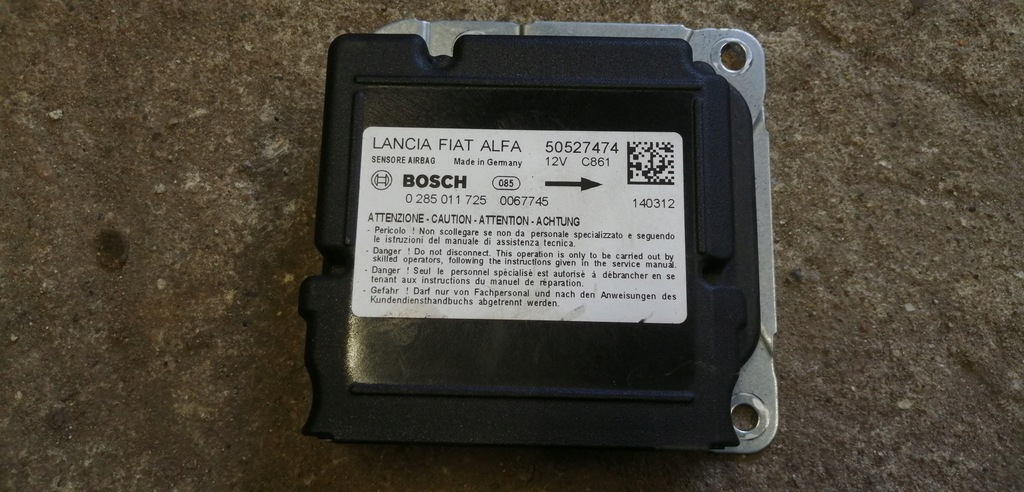 LANCIA FIAT ALFA 50527474
SENSORE AIRBAG Made in Germany 12V C861
BOSCH 085
0 285 011 725 0067745 140312
ATTENZIONE - CAUTION - ATTENTION - ACHTUNG
- Pericolo ! Non scollegare se non da personale specializzato e seguendo
le istruzioni del manuale di assistenza tecnica.
- Danger ! Do not disconnect. This operation is only to be carried out by
skilled operators, following the instructions given in the service manual.
- Danger ! Seul le personnel spécialisé est autorisé à débrancher en se
tenant aux instructions du manuel de réparation.
- Gefahr ! Darf nur von Fachpersonal und nach den Anweisungen des
Kundendiensthandbuchs abgetrennt werden.